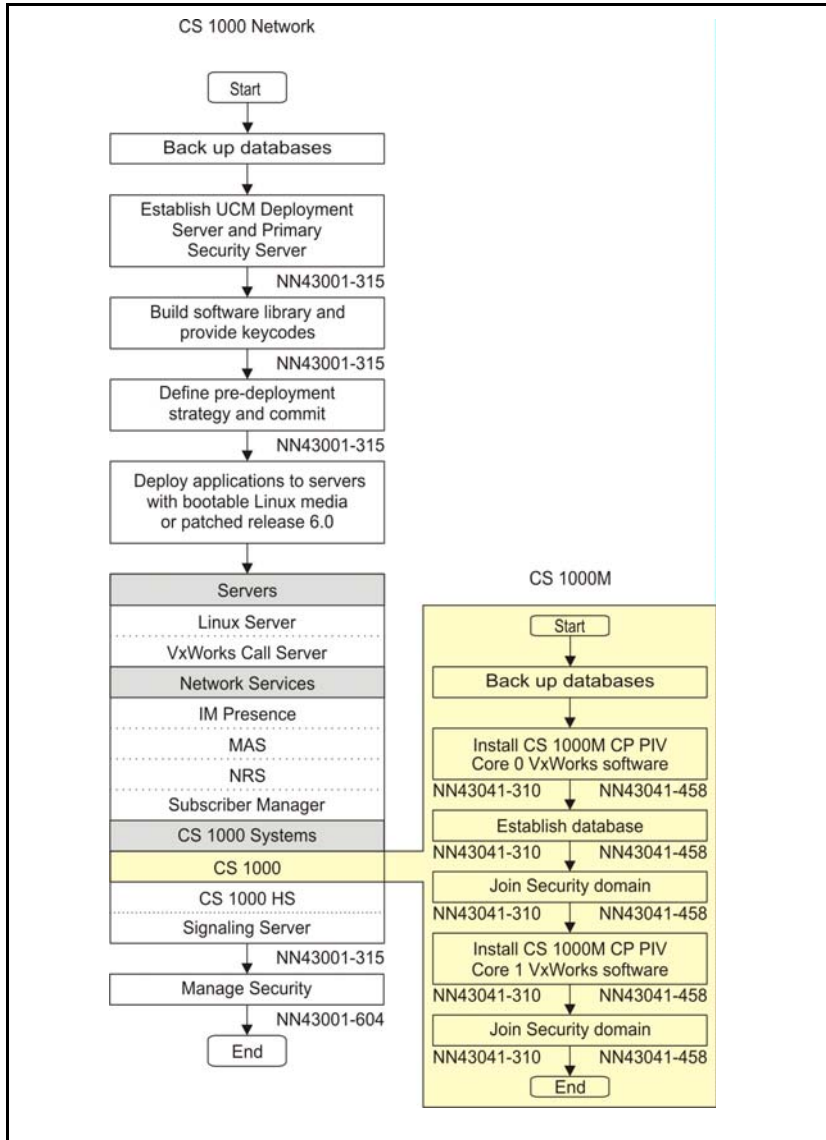 CS 1000 Network
Start
Back up databases
Establish UCM Deployment
Server and Primary
Security Server
NN43001-315
Build software library and
provide keycodes
NN43001-315
Define pre-deployment
strategy and commit
NN43001-315
Deploy applications to servers
with bootable Linux media
or patched release 6.0
Servers
Linux Server
VxWorks Call Server
Network Services
IM Presence
MAS
NRS
Subscriber Manager
CS 1000 Systems
CS 1000
CS 1000 HS
Signaling Server
NN43001-315
Manage Security
NN43001-604
End
CS 1000M
Start
Back up databases
Install CS 1000M CP PIV
Core 0 VxWorks software
NN43041-310 NN43041-458
Establish database
NN43041-310 NN43041-458
Join Security domain
NN43041-310 NN43041-458
Install CS 1000M CP PIV
Core 1 VxWorks software
NN43041-310 NN43041-458
Join Security domain
NN43041-310 NN43041-458
End